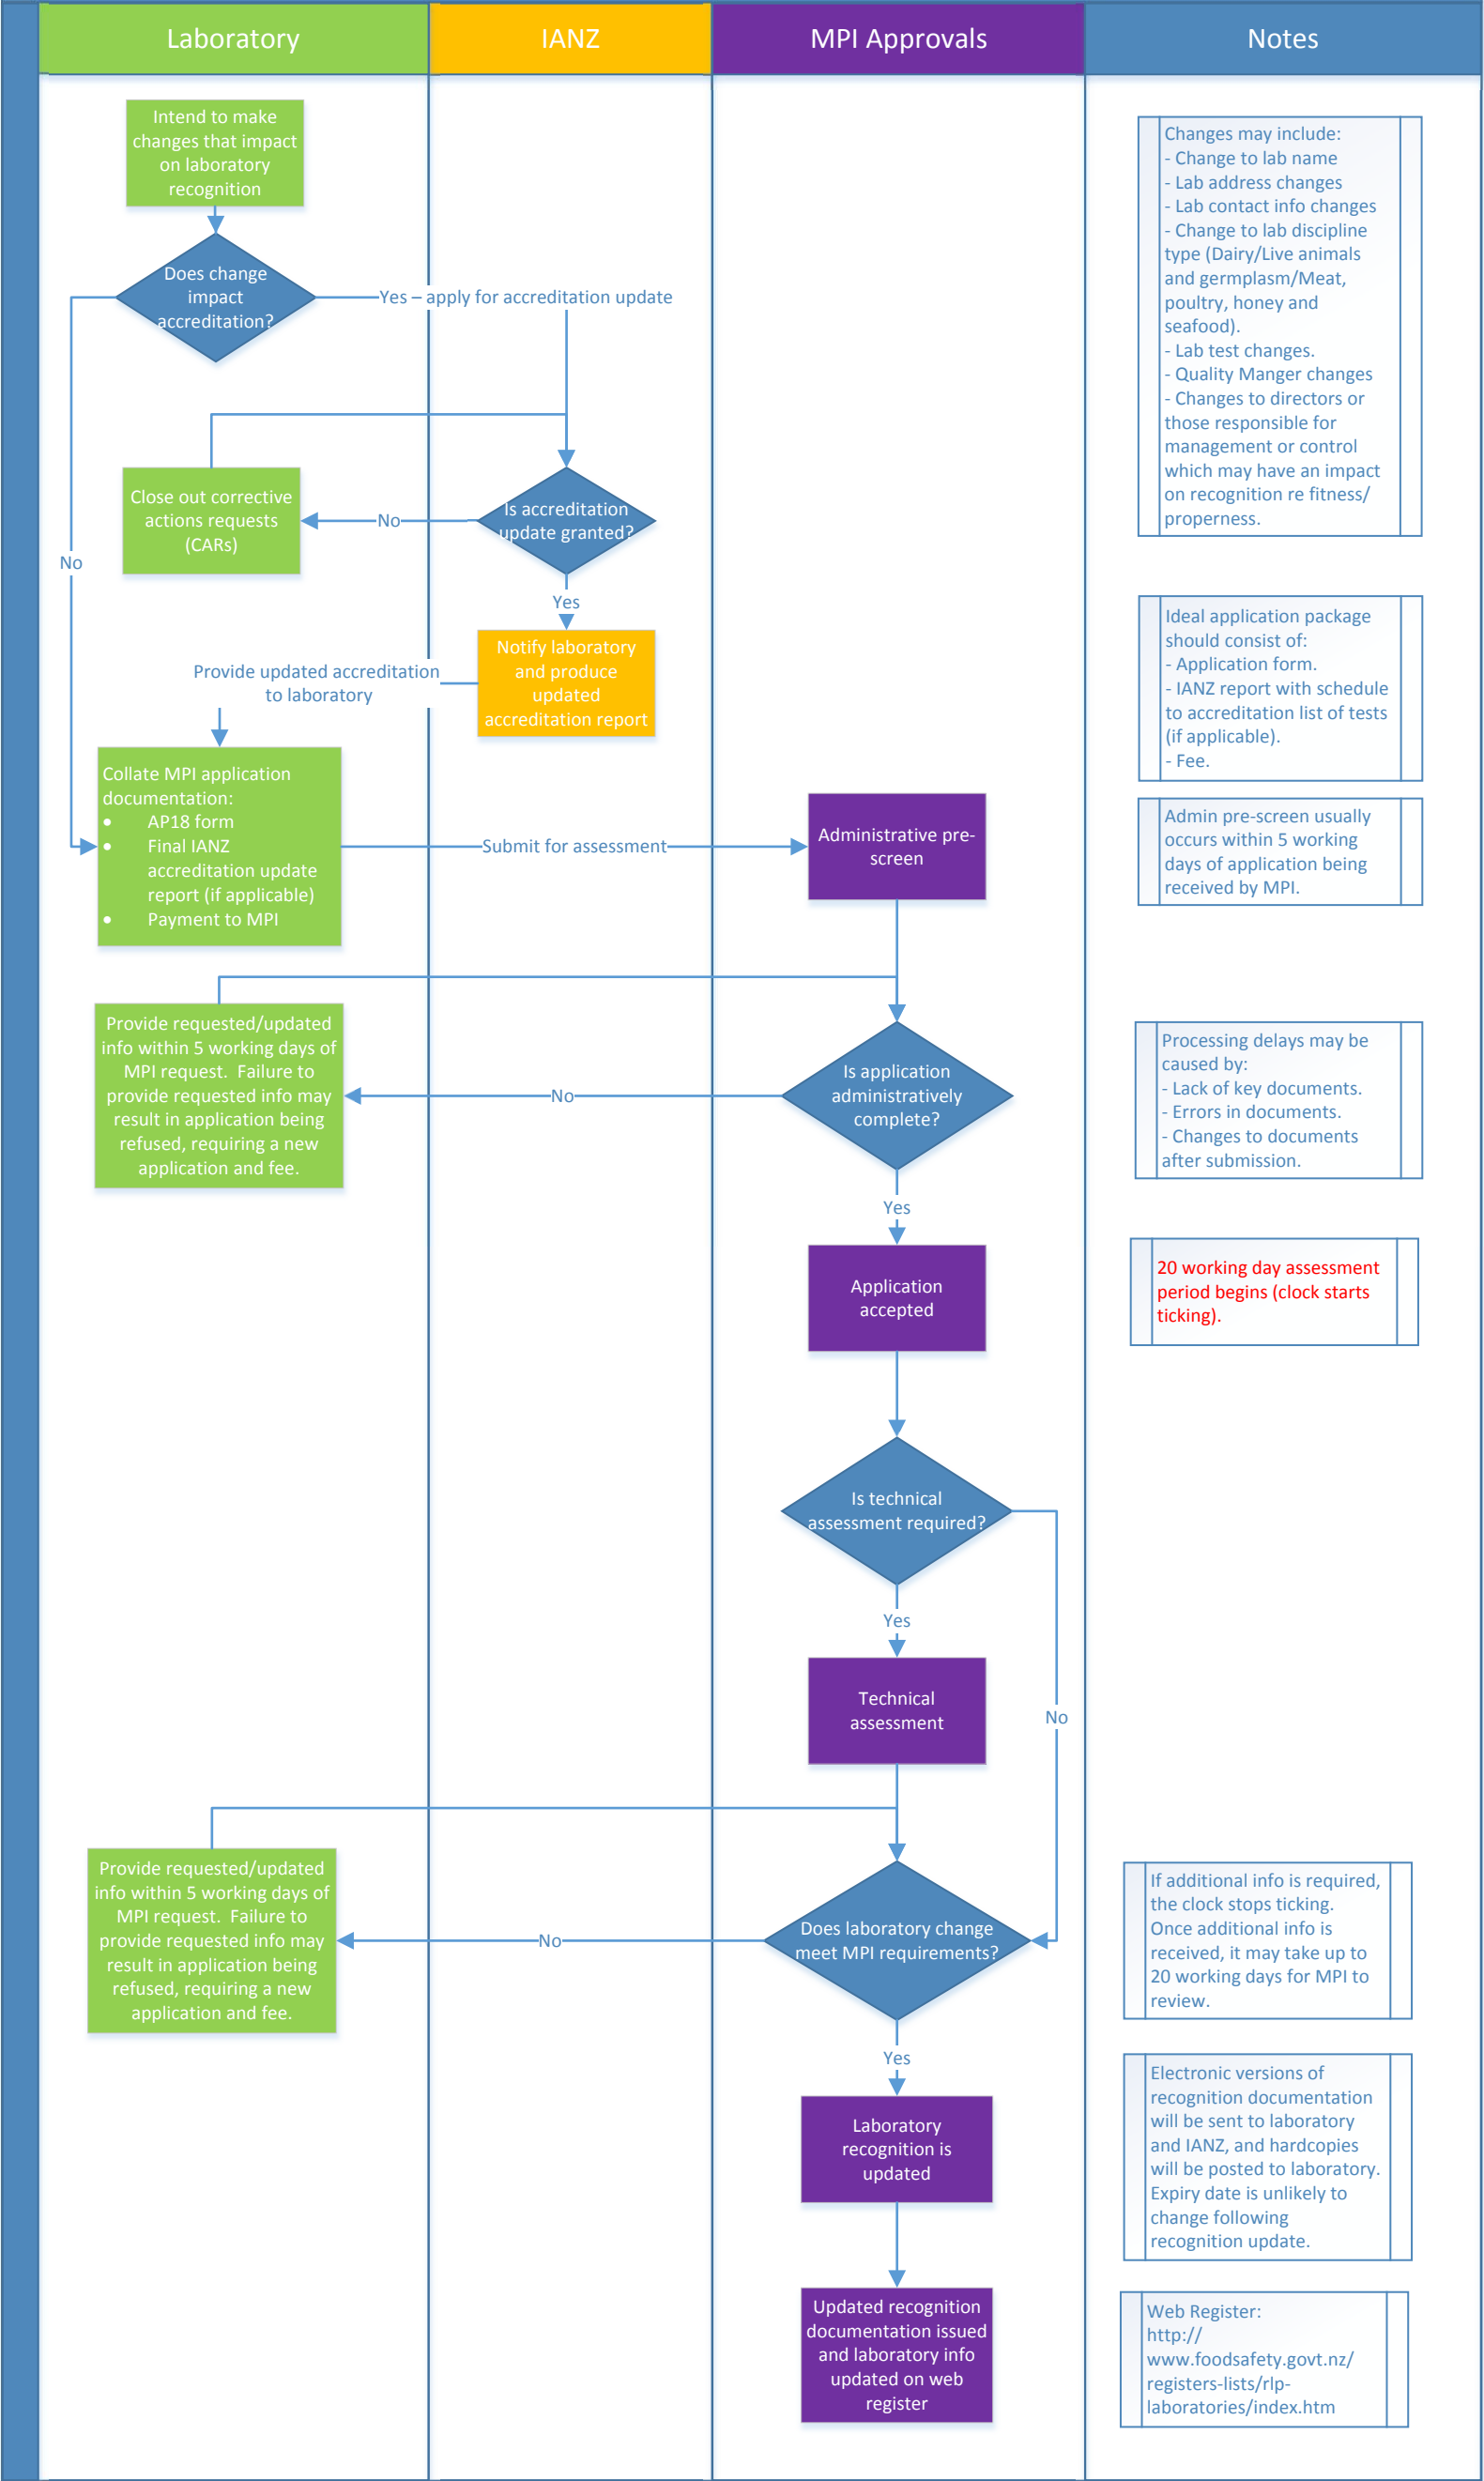 Laboratory
IANZ
MPI Approvals
Notes
Intend to make
changes that impact
on laboratory
recognition
Changes may include:
- Change to lab name
- Lab address changes
- Lab contact info changes
- Change to lab discipline
type (Dairy/Live animals
and germplasm/Meat,
poultry, honey and
seafood).
- Lab test changes.
- Quality Manger changes
- Changes to directors or
those responsible for
management or control
which may have an impact
on recognition re fitness/
properness.
Does change
impact
accreditation?
Yes – apply for accreditation update
No
Close out corrective
actions requests
(CARs)
No
Is accreditation
update granted?
Yes
Notify laboratory
and produce
updated
accreditation report
Provide updated accreditation
to laboratory
Ideal application package
should consist of:
- Application form.
- IANZ report with schedule
to accreditation list of tests
(if applicable).
- Fee.
Collate MPI application
documentation:
• AP18 form
• Final IANZ
accreditation update
report (if applicable)
• Payment to MPI
Submit for assessment
Administrative pre-
screen
Admin pre-screen usually
occurs within 5 working
days of application being
received by MPI.
Provide requested/updated
info within 5 working days of
MPI request.  Failure to
provide requested info may
result in application being
refused, requiring a new
application and fee.
No
Is application
administratively
complete?
Processing delays may be
caused by:
- Lack of key documents.
- Errors in documents.
- Changes to documents
after submission.
Yes
Application
accepted
20 working day assessment
period begins (clock starts
ticking).
Is technical
assessment required?
Yes
Technical
assessment
No
Provide requested/updated
info within 5 working days of
MPI request.  Failure to
provide requested info may
result in application being
refused, requiring a new
application and fee.
No
Does laboratory change
meet MPI requirements?
If additional info is required,
the clock stops ticking.
Once additional info is
received, it may take up to
20 working days for MPI to
review.
Yes
Laboratory
recognition is
updated
Electronic versions of
recognition documentation
will be sent to laboratory
and IANZ, and hardcopies
will be posted to laboratory.
Expiry date is unlikely to
change following
recognition update.
Updated recognition
documentation issued
and laboratory info
updated on web
register
Web Register:
http://
www.foodsafety.govt.nz/
registers-lists/rlp-
laboratories/index.htm